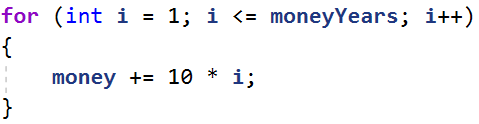 for (int i = 1; i <= moneyYears; i++)
{
    money += 10 * i;
}